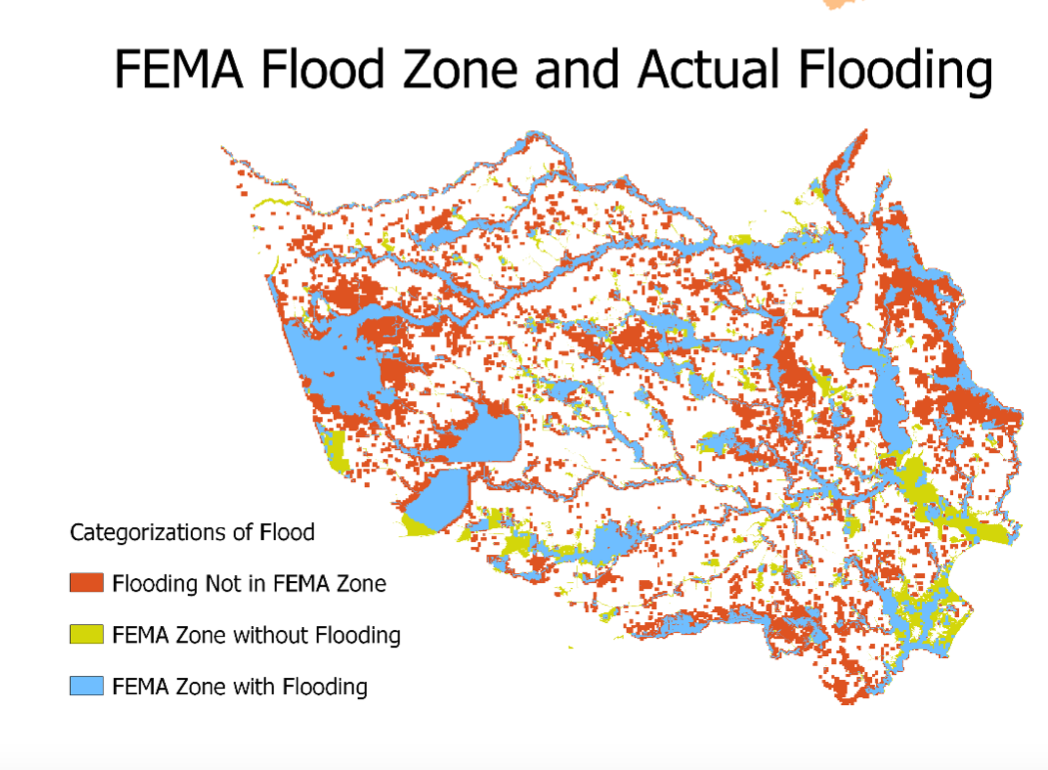 FEMA Flood Zone and Actual Flooding
Categorizations of Flood
Flooding Not in FEMA Zone
FEMA Zone without Flooding
FEMA Zone with Flooding